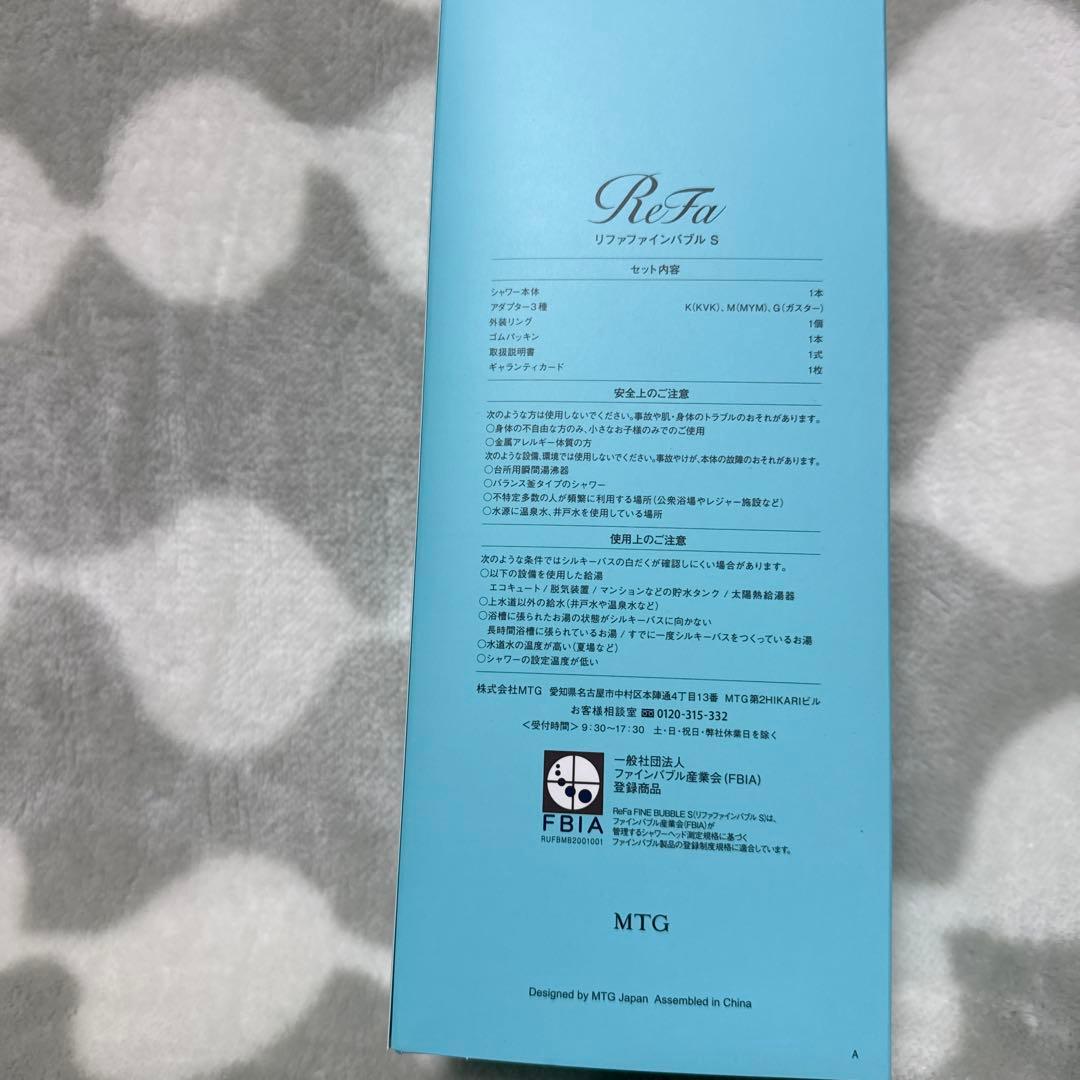 ReFa
リファファインバブル S
セット内容
シャワー本体 1本
アダプター3種 K(KVK)、M(MYM)、G(ガスター)
外装リング 1個
ゴムパッキン 1本
取扱説明書 1式
ギャランティカード 1枚
安全上のご注意
次のような方は使用しないでください。事故や肌・身体のトラブルのおそれがあります。
○身体の不自由な方のみ、小さなお子様のみでのご使用
○金属アレルギー体質の方
次のような設備、環境では使用しないでください。事故やけが、本体の故障のおそれがあります。
○台所用瞬間湯沸器
○バランス釜タイプのシャワー
○不特定多数の人が頻繁に利用する場所(公衆浴場やレジャー施設など)
○水源に温泉水、井戸水を使用している場所
使用上のご注意
次のような条件ではシルキーバスの白だくが確認しにくい場合があります。
○以下の設備を使用した給湯
エコキュート / 脱気装置 / マンションなどの貯水タンク / 太陽熱給湯器
○上水道以外の給水(井戸水や温泉水など)
○浴槽に張られたお湯の状態がシルキーバスに向かない
長時間浴槽に張られているお湯 / すでに一度シルキーバスをつくっているお湯
○水道水の温度が高い(夏場など)
○シャワーの設定温度が低い
株式会社MTG 愛知県名古屋市中村区本陣通4丁目13番 MTG第2HIKARIビル
お客様相談室 0120-315-332
<受付時間> 9:30~17:30 土・日・祝日・弊社休業日を除く
一般社団法人
ファインバブル産業会(FBIA)
登録商品
FBIA
RUFBMB2001001
ReFa FINE BUBBLE S(リファファインバブル S)は、
ファインバブル産業会(FBIA)が
管理するシャワーヘッド測定規格に基づく
ファインバブル製品の登録制度規格に適合しています。
MTG
Designed by MTG Japan Assembled in China
A